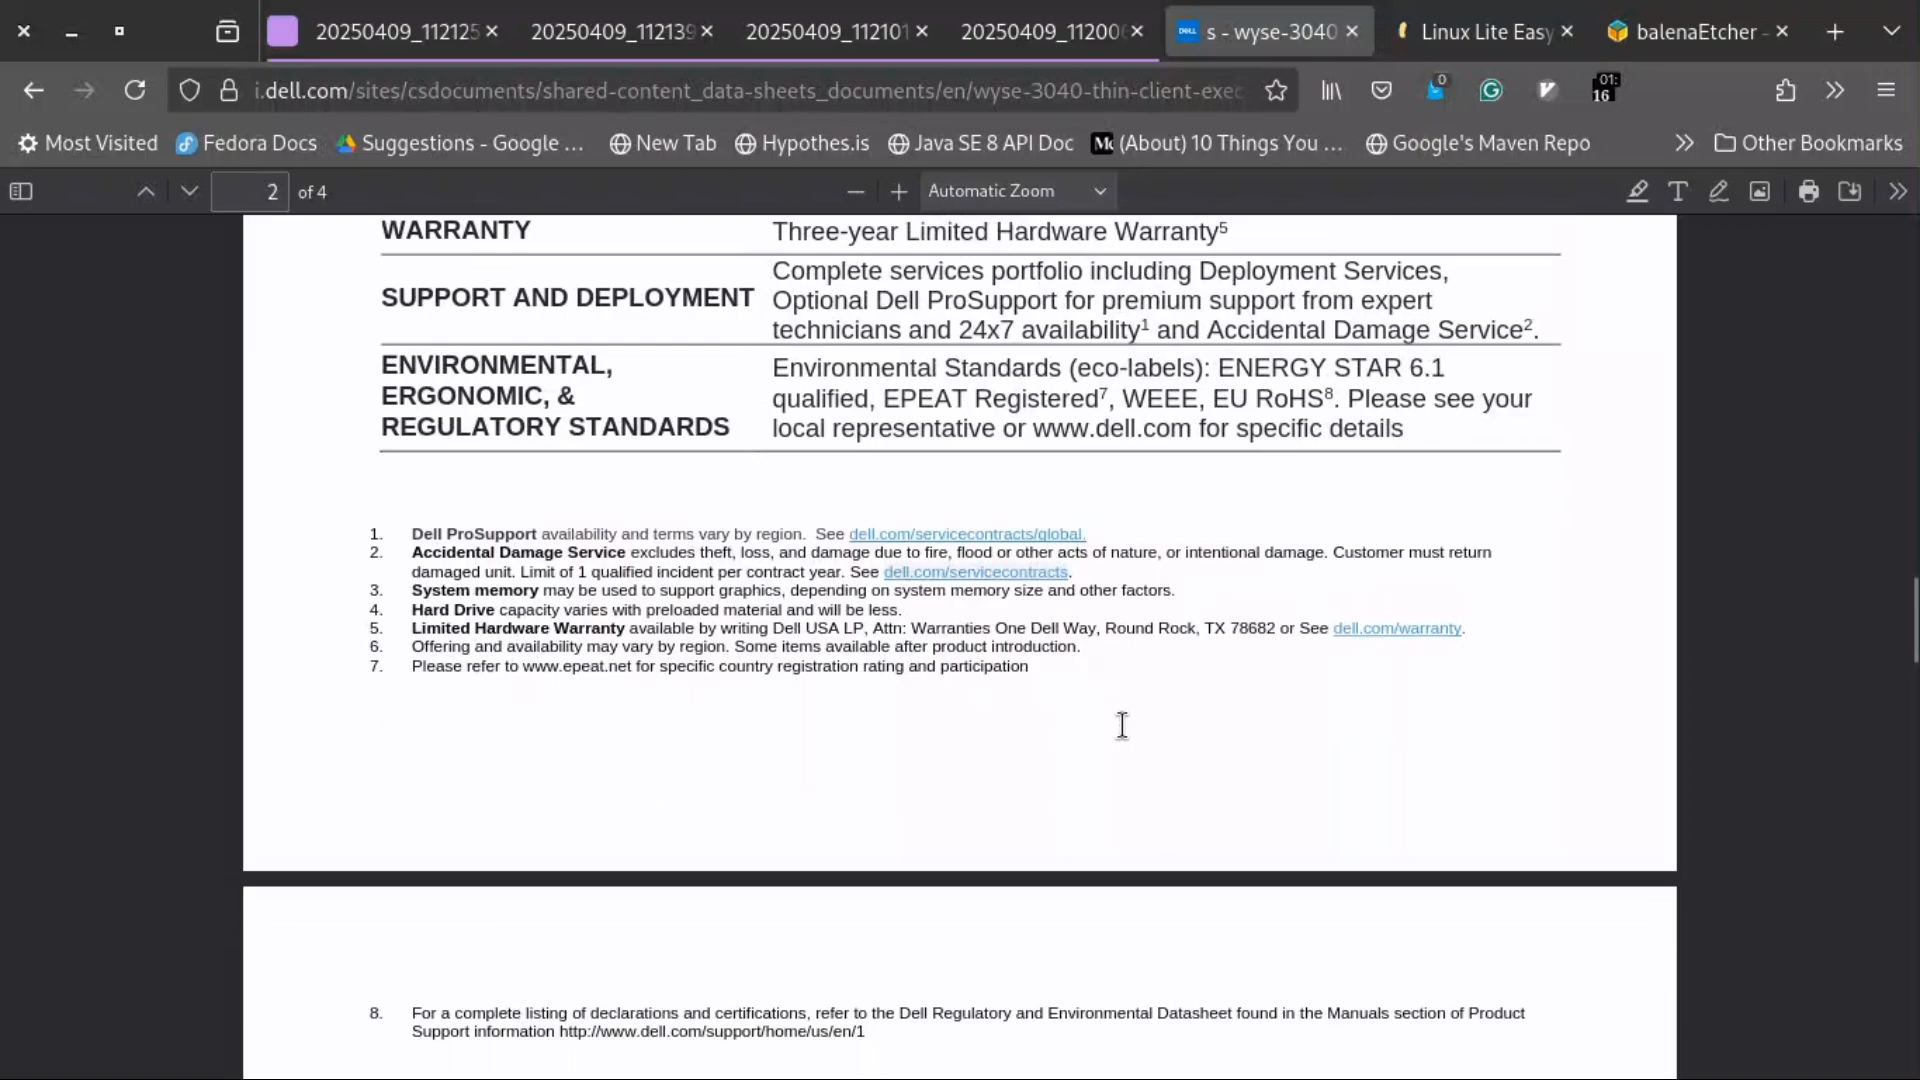 20250409_112125
20250409_112139
20250409_112101
20250409_11200
s - wyse-3040
Linux Lite Easy
balenaEtcher -
i.dell.com/sites/csdocuments/shared-content_data-sheets_documents/en/wyse-3040-thin-client-exec
0
01:
16
Most Visited
Fedora Docs
Suggestions - Google ...
New Tab
Hypothes.is
Java SE 8 API Doc
(About) 10 Things You ...
Google's Maven Repo
Other Bookmarks
2 of 4
Automatic Zoom
WARRANTY
Three-year Limited Hardware Warranty5
SUPPORT AND DEPLOYMENT
Complete services portfolio including Deployment Services,
Optional Dell ProSupport for premium support from expert
technicians and 24x7 availability1 and Accidental Damage Service2.
ENVIRONMENTAL,
ERGONOMIC, &
REGULATORY STANDARDS
Environmental Standards (eco-labels): ENERGY STAR 6.1
qualified, EPEAT Registered7, WEEE, EU RoHS8. Please see your
local representative or www.dell.com for specific details
1. Dell ProSupport availability and terms vary by region. See dell.com/servicecontracts/global.
2. Accidental Damage Service excludes theft, loss, and damage due to fire, flood or other acts of nature, or intentional damage. Customer must return
damaged unit. Limit of 1 qualified incident per contract year. See dell.com/servicecontracts.
3. System memory may be used to support graphics, depending on system memory size and other factors.
4. Hard Drive capacity varies with preloaded material and will be less.
5. Limited Hardware Warranty available by writing Dell USA LP, Attn: Warranties One Dell Way, Round Rock, TX 78682 or See dell.com/warranty.
6. Offering and availability may vary by region. Some items available after product introduction.
7. Please refer to www.epeat.net for specific country registration rating and participation
8. For a complete listing of declarations and certifications, refer to the Dell Regulatory and Environmental Datasheet found in the Manuals section of Product
Support information http://www.dell.com/support/home/us/en/1